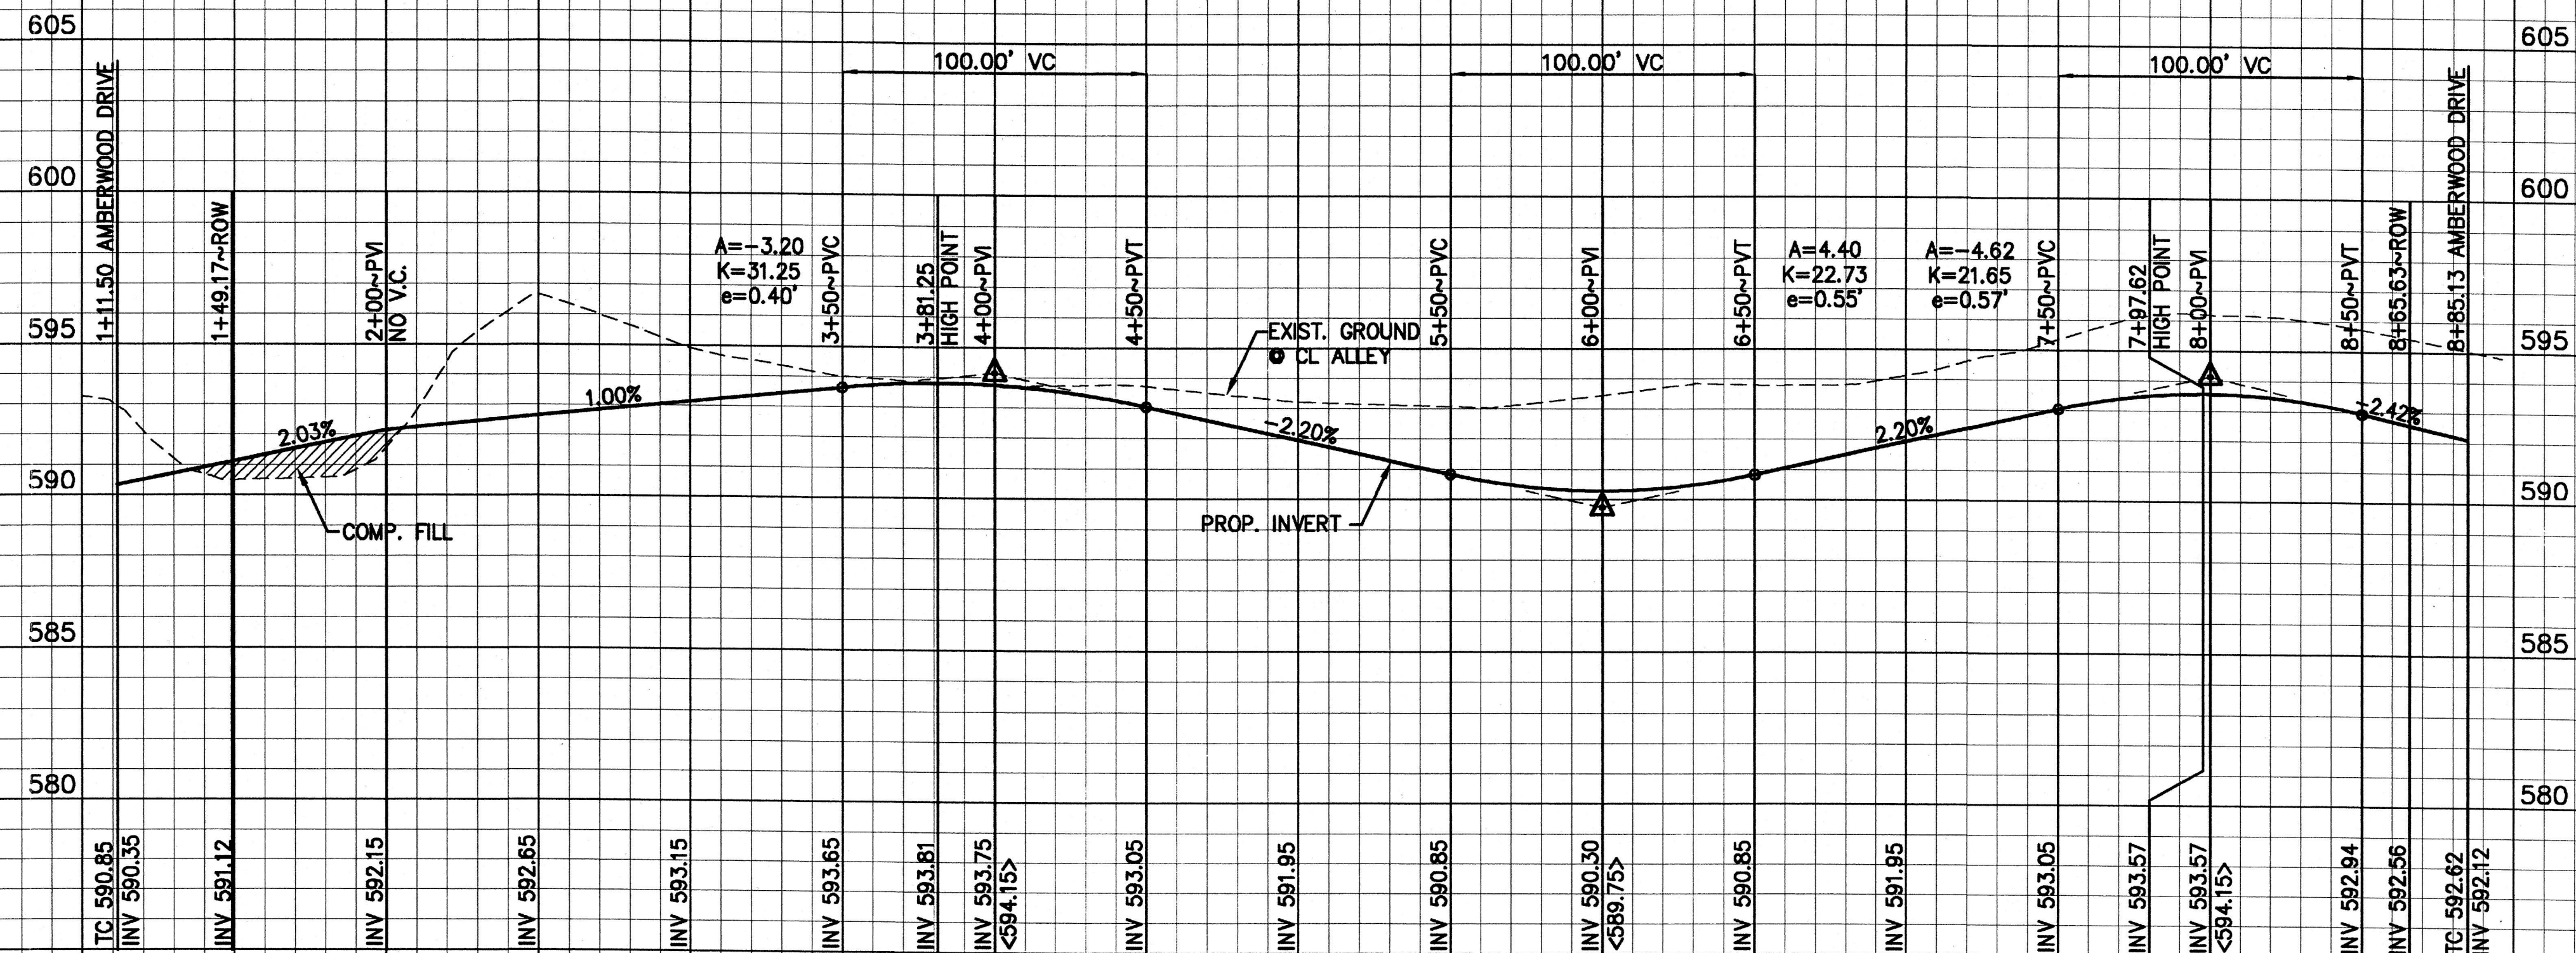 605
605
100.00' VC
100.00' VC
100.00' VC
600
600
1+11.50 AMBERWOOD DRIVE
1+49.17~ROW
2+00~PVI
NO V.C.
A=-3.20
K=31.25
e=0.40'
3+50~PVC
3+81.25
HIGH POINT
4+00~PVI
4+50~PVT
5+50~PVC
6+00~PVI
6+50~PVT
A=4.40
K=22.73
e=0.55'
A=-4.62
K=21.65
e=0.57'
7+50~PVC
7+97.62
HIGH POINT
8+00~PVI
8+50~PVT
8+65.63~ROW
8+85.13 AMBERWOOD DRIVE
595
595
EXIST. GROUND
@ CL ALLEY
2.03%
1.00%
-2.20%
2.20%
-2.42%
590
590
COMP. FILL
PROP. INVERT
585
585
580
580
TC 590.85
INV 590.35
INV 591.12
INV 592.15
INV 592.65
INV 593.15
INV 593.65
INV 593.81
INV 593.75
<594.15>
INV 593.05
INV 591.95
INV 590.85
INV 590.30
<589.75>
INV 590.85
INV 591.95
INV 593.05
INV 593.57
INV 593.57
<594.15>
INV 592.94
INV 592.56
TC 592.62
INV 592.12